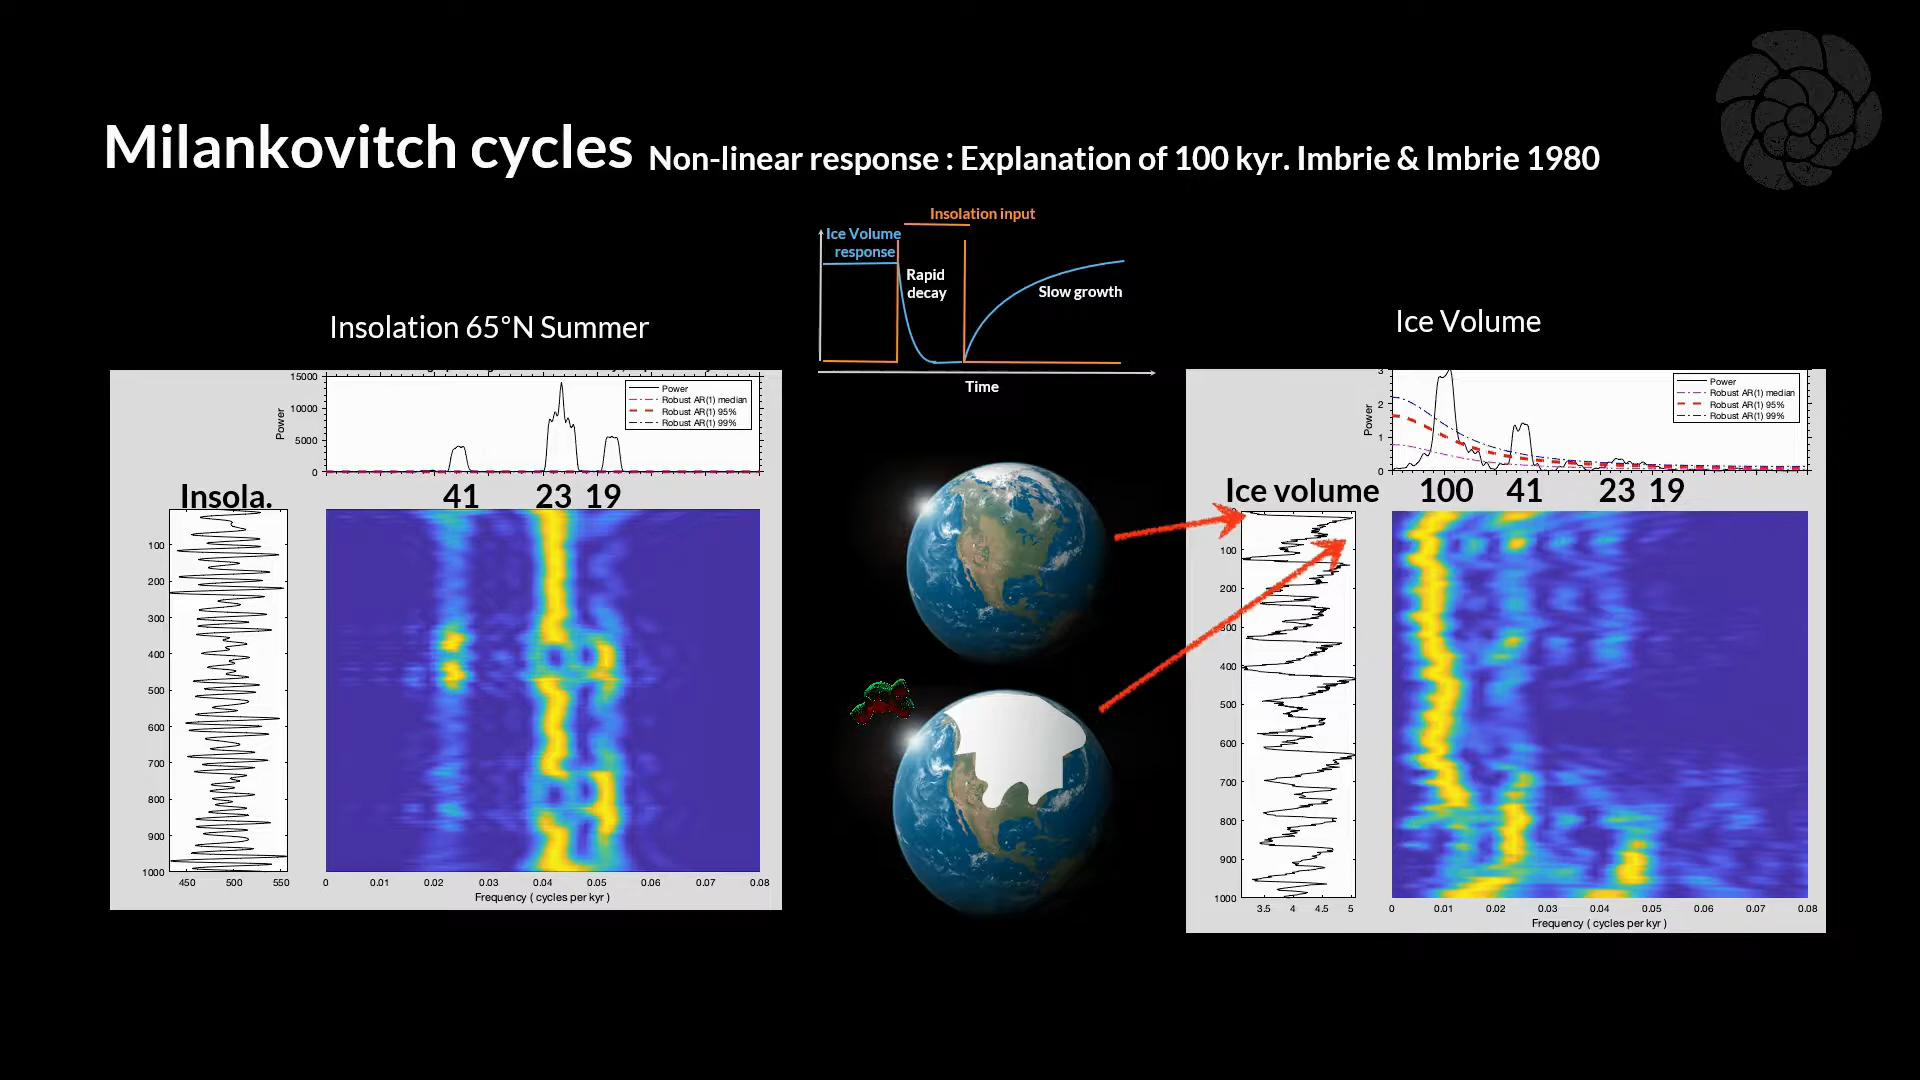 Milankovitch cycles Non-linear response : Explanation of 100 kyr. Imbrie & Imbrie 1980
Insolation input
Ice Volume
response
Rapid
decay
Slow growth
Time
Insolation 65°N Summer
15000
10000
5000
0
Power
Power
Robust AR(1) median
Robust AR(1) 95%
Robust AR(1) 99%
Insola.
41 23 19
100
200
300
400
500
600
700
800
900
1000
450 500 550
0 0.01 0.02 0.03 0.04 0.05 0.06 0.07 0.08
Frequency ( cycles per kyr )
Ice Volume
3
2
1
0
Power
Power
Robust AR(1) median
Robust AR(1) 95%
Robust AR(1) 99%
Ice volume 100 41 23 19
100
200
300
400
500
600
700
800
900
1000
3.5 4 4.5 5
0 0.01 0.02 0.03 0.04 0.05 0.06 0.07 0.08
Frequency ( cycles per kyr )